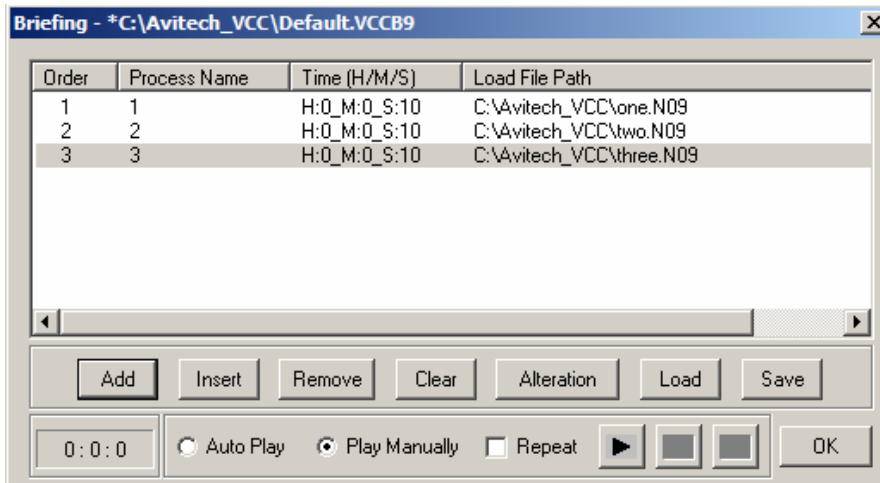 Briefing - *C:\Avitech_VCC\Default.VCCB9
Order Process Name Time (H/M/S) Load File Path
1 1 H:0_M:0_S:10 C:\Avitech_VCC\one.N09
2 2 H:0_M:0_S:10 C:\Avitech_VCC\two.N09
3 3 H:0_M:0_S:10 C:\Avitech_VCC\three.N09
Add Insert Remove Clear Alteration Load Save
0 : 0 : 0 Auto Play Play Manually Repeat OK